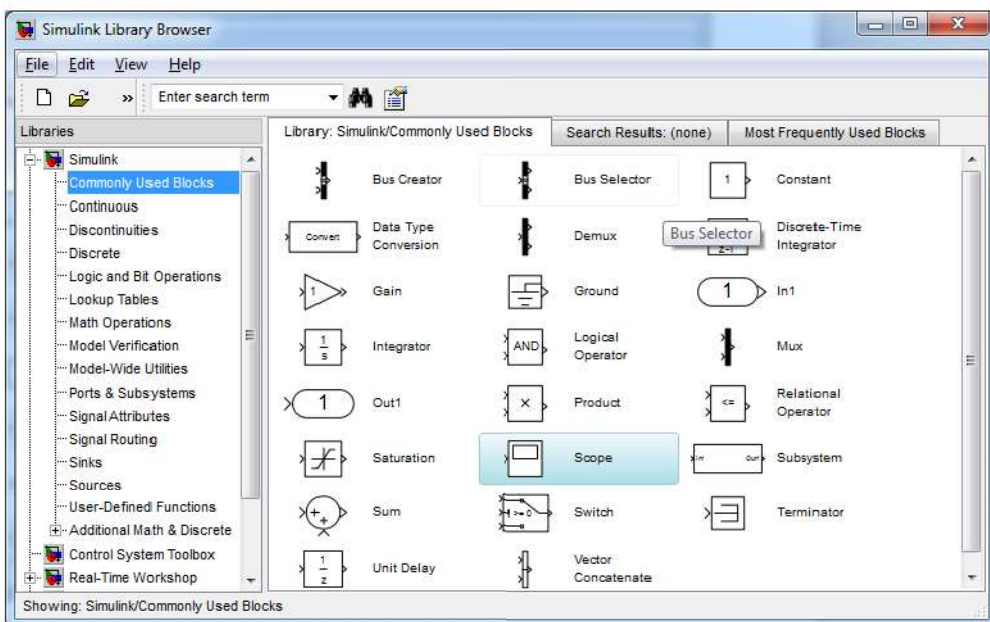 Simulink Library Browser
File Edit View Help
» Enter search term
Libraries
Library: Simulink/Commonly Used Blocks
Search Results: (none)
Most Frequently Used Blocks
Simulink
Commonly Used Blocks
Continuous
Discontinuities
Discrete
Logic and Bit Operations
Lookup Tables
Math Operations
Model Verification
Model-Wide Utilities
Ports & Subsystems
Signal Attributes
Signal Routing
Sinks
Sources
User-Defined Functions
Additional Math & Discrete
Control System Toolbox
Real-Time Workshop
Bus Creator
Bus Selector
1 Constant
Convert Data Type
Conversion
Demux
Bus Selector
z-1 Discrete-Time
Integrator
1 Gain
Ground
1 In1
1
s Integrator
AND Logical
Operator
Mux
1 Out1
× Product
<= Relational
Operator
Saturation
Scope
Out Subsystem
+
+ Sum
>= 0 Switch
Terminator
1
z Unit Delay
Vector
Concatenate
Showing: Simulink/Commonly Used Blocks